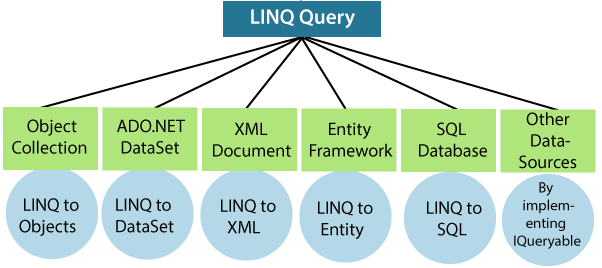 LINQ Query
Object
Collection
ADO.NET
DataSet
XML
Document
Entity
Framework
SQL
Database
Other
Data-
Sources
LINQ to
Objects
LINQ to
DataSet
LINQ to
XML
LINQ to
Entity
LINQ to
SQL
By
implem-
enting
IQueryable